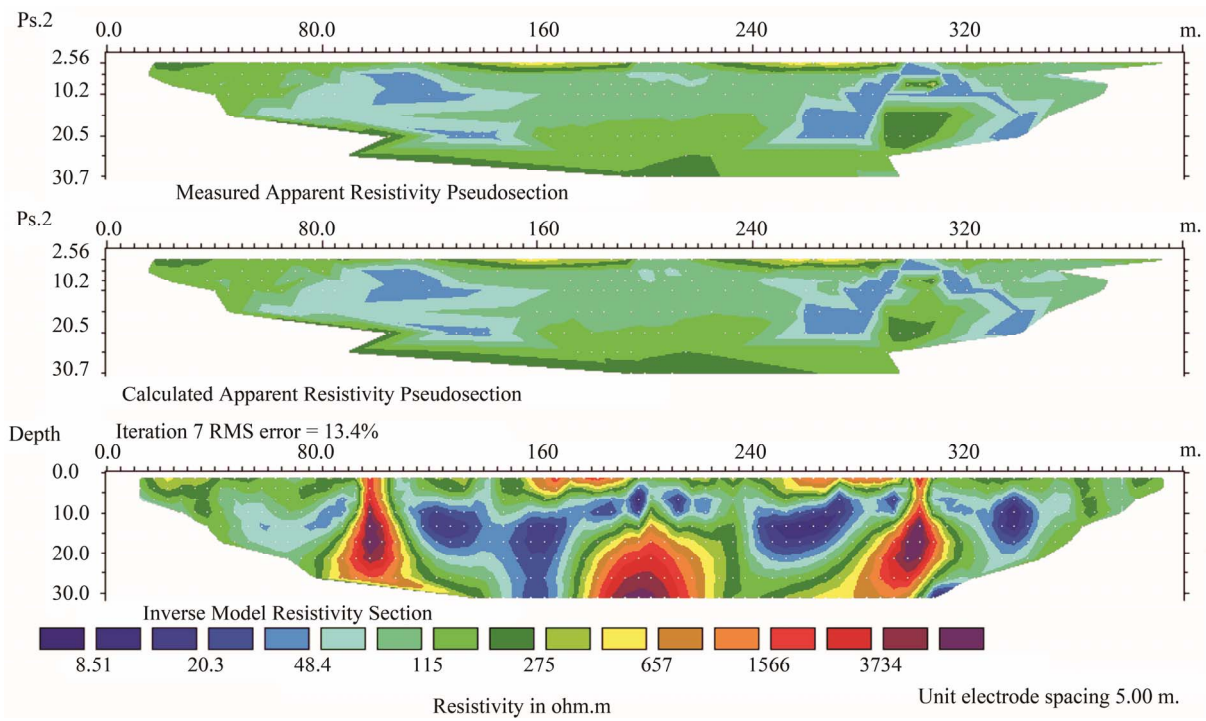 Ps.2
0.0 80.0 160 240 320 m.
2.56
10.2
20.5
30.7
Measured Apparent Resistivity Pseudosection
Ps.2
0.0 80.0 160 240 320 m.
2.56
10.2
20.5
30.7
Calculated Apparent Resistivity Pseudosection
Depth Iteration 7 RMS error = 13.4%
0.0 80.0 160 240 320 m.
0.0
10.0
20.0
30.0
Inverse Model Resistivity Section
8.51 20.3 48.4 115 275 657 1566 3734
Resistivity in ohm.m
Unit electrode spacing 5.00 m.